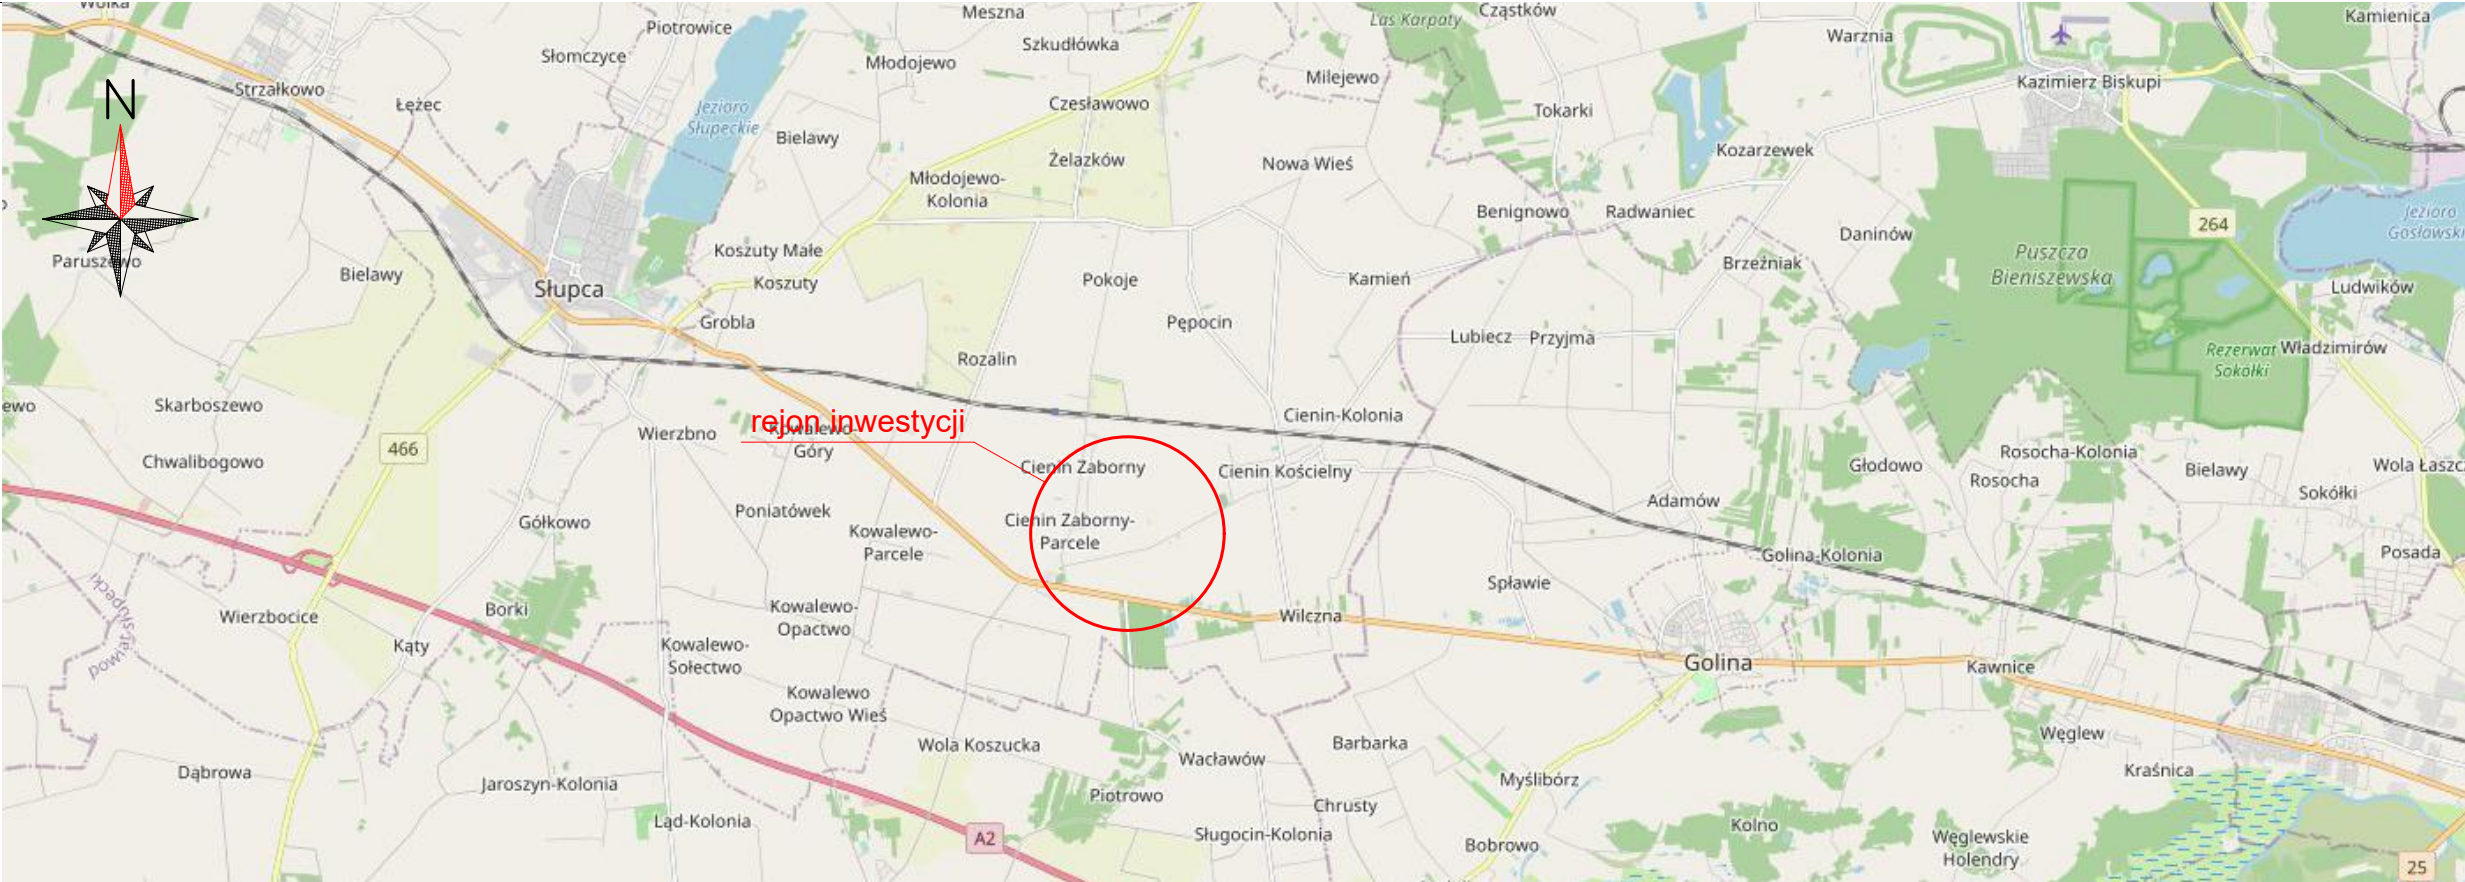 Wólka
Piotrowice
Meszna
Las Karpaty
Cząstków
Kamienica
Słomczyce
Szkudłówka
Warznia
Młodojewo
Milejewo
Kazimierz Biskupi
Strzałkowo
N
Łężec
Jezioro
Słupeckie
Czesławowo
Tokarki
Bielawy
Żelazków
Nowa Wieś
Kozarzewek
Młodojewo-
Kolonia
Benignowo
Radwaniec
264
Jezioro
Gosławski
Daninów
Paruszewo
Bielawy
Koszuty Małe
Koszuty
Pokoje
Kamień
Brzeźniak
Puszcza
Bieniszewska
Ludwików
Słupca
Grobla
Pępocin
Lubiecz
Przyjma
Rezerwat
Sokółki
Władzimirów
Rozalin
ewo
Skarboszewo
rejon inwestycji
Kowalewo-
Góry
Cienin-Kolonia
Wierzbno
466
Chwalibogowo
Cienin Zaborny
Cienin Kościelny
Głodowo
Rosocha-Kolonia
Rosocha
Bielawy
Wola Łaszc
Sokółki
Adamów
Gółkowo
Poniatówek
Kowalewo-
Parcele
Cienin Zaborny-
Parcele
Golina-Kolonia
Posada
Spławie
powiat słupecki
Wierzbocice
Borki
Kowalewo-
Opactwo
Wilczna
Kąty
Kowalewo-
Sołectwo
Golina
Kawnice
Kowalewo
Opactwo Wieś
Wola Koszucka
Wacławów
Barbarka
Węglew
Dąbrowa
Jaroszyn-Kolonia
Piotrowo
Chrusty
Myślibórz
Kraśnica
Ląd-Kolonia
A2
Sługocin-Kolonia
Bobrowo
Kolno
Węglewskie
Holendry
25